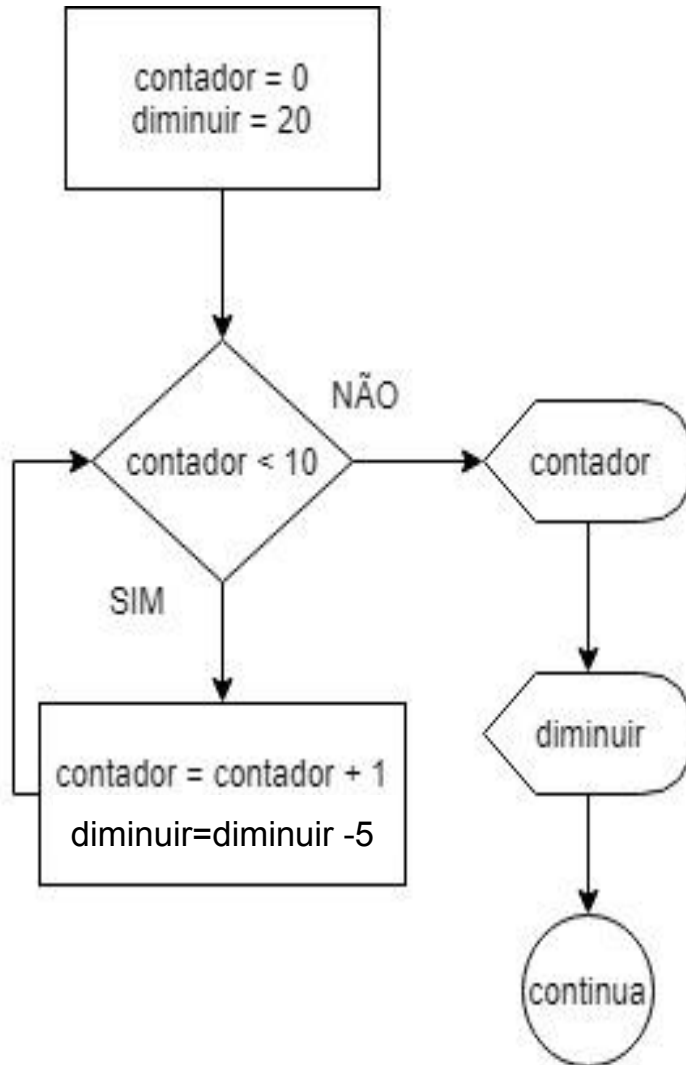 contador = 0
diminuir = 20
NÃO
contador < 10
contador
SIM
contador = contador + 1
diminuir=diminuir -5
diminuir
continua